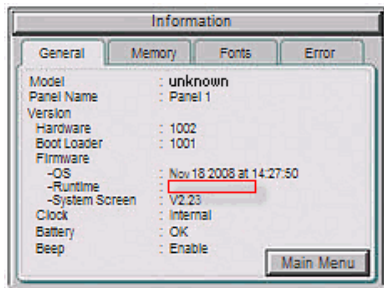 Information
General Memory Fonts Error
Model : unknown
Panel Name : Panel 1
Version
Hardware : 1002
Boot Loader : 1001
Firmware
-OS : Nov 18 2008 at 14:27:50
-Runtime :
-System Screen : V2.23
Clock : Internal
Battery : OK
Beep : Enable
Main Menu